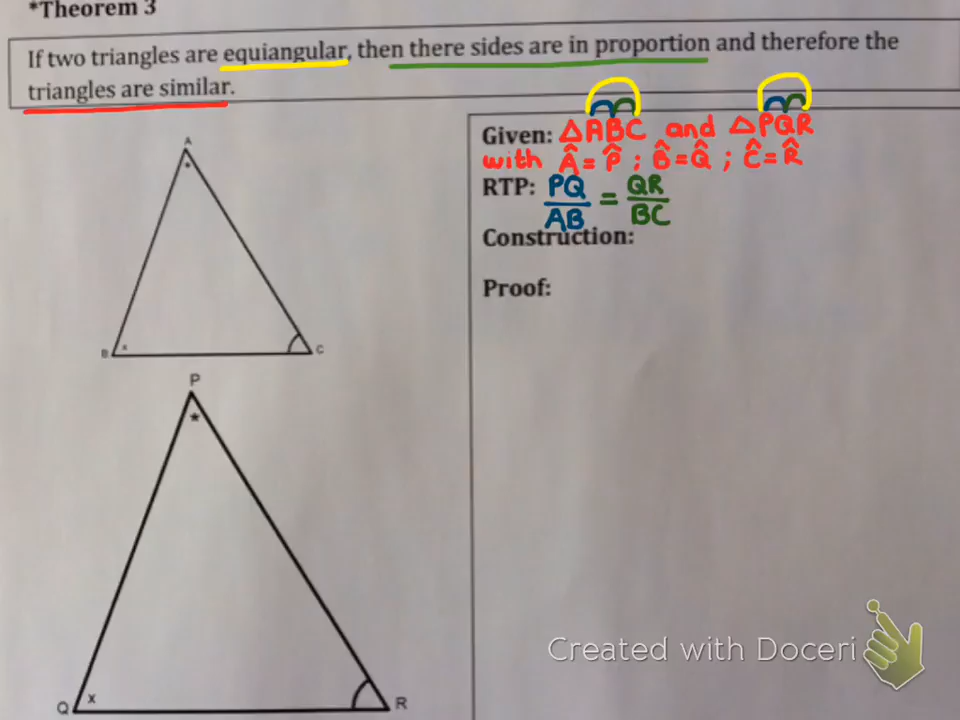 *Theorem 3
If two triangles are equiangular, then there sides are in proportion and therefore the
triangles are similar.
A
B
x
C
P
*
Q
x
R
Given: △ABC and △PQR
with Â = P̂ ; B̂ = Q̂ ; Ĉ = R̂
RTP: PQ/AB = QR/BC
Construction:
Proof:
Created with Doceri